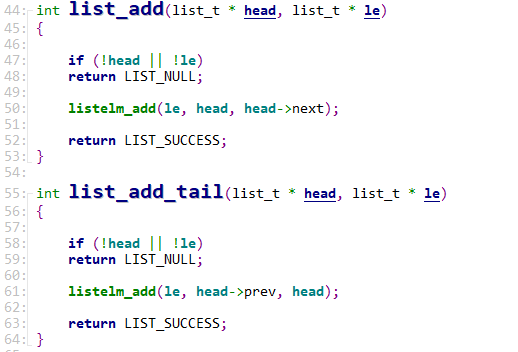 44: int list_add(list_t * head, list_t * le)
45: {
46:
47:     if (!head || !le)
48:     return LIST_NULL;
49:
50:     listelm_add(le, head, head->next);
51:
52:     return LIST_SUCCESS;
53: }
54:
55: int list_add_tail(list_t * head, list_t * le)
56: {
57:
58:     if (!head || !le)
59:     return LIST_NULL;
60:
61:     listelm_add(le, head->prev, head);
62:
63:     return LIST_SUCCESS;
64: }